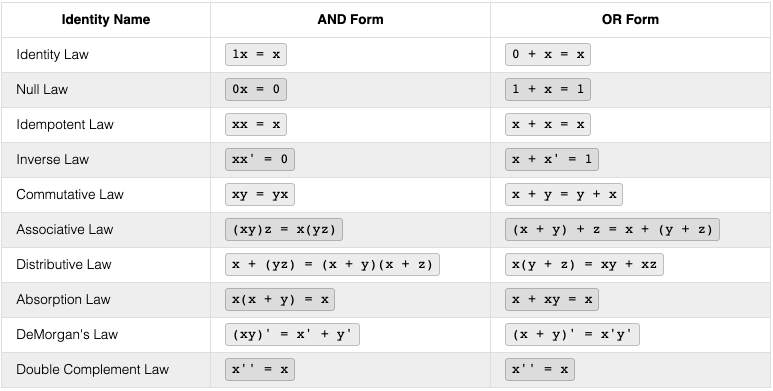 Identity Name AND Form OR Form
Identity Law 1x = x 0 + x = x
Null Law 0x = 0 1 + x = 1
Idempotent Law xx = x x + x = x
Inverse Law xx' = 0 x + x' = 1
Commutative Law xy = yx x + y = y + x
Associative Law (xy)z = x(yz) (x + y) + z = x + (y + z)
Distributive Law x + (yz) = (x + y)(x + z) x(y + z) = xy + xz
Absorption Law x(x + y) = x x + xy = x
DeMorgan's Law (xy)' = x' + y' (x + y)' = x'y'
Double Complement Law x'' = x x'' = x